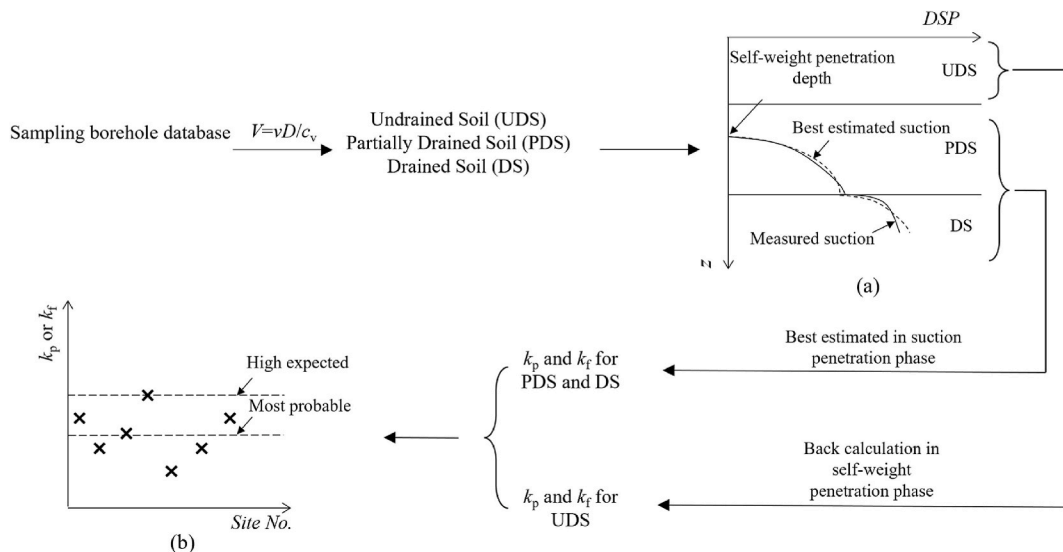 DSP
Self-weight penetration
depth
UDS
Sampling borehole database
V=vD/cv
Undrained Soil (UDS)
Partially Drained Soil (PDS)
Drained Soil (DS)
Best estimated suction
PDS
Measured suction
DS
z
(a)
kp or kf
High expected
Most probable
Site No.
(b)
kp and kf for
PDS and DS
Best estimated in suction
penetration phase
kp and kf for
UDS
Back calculation in
self-weight
penetration phase